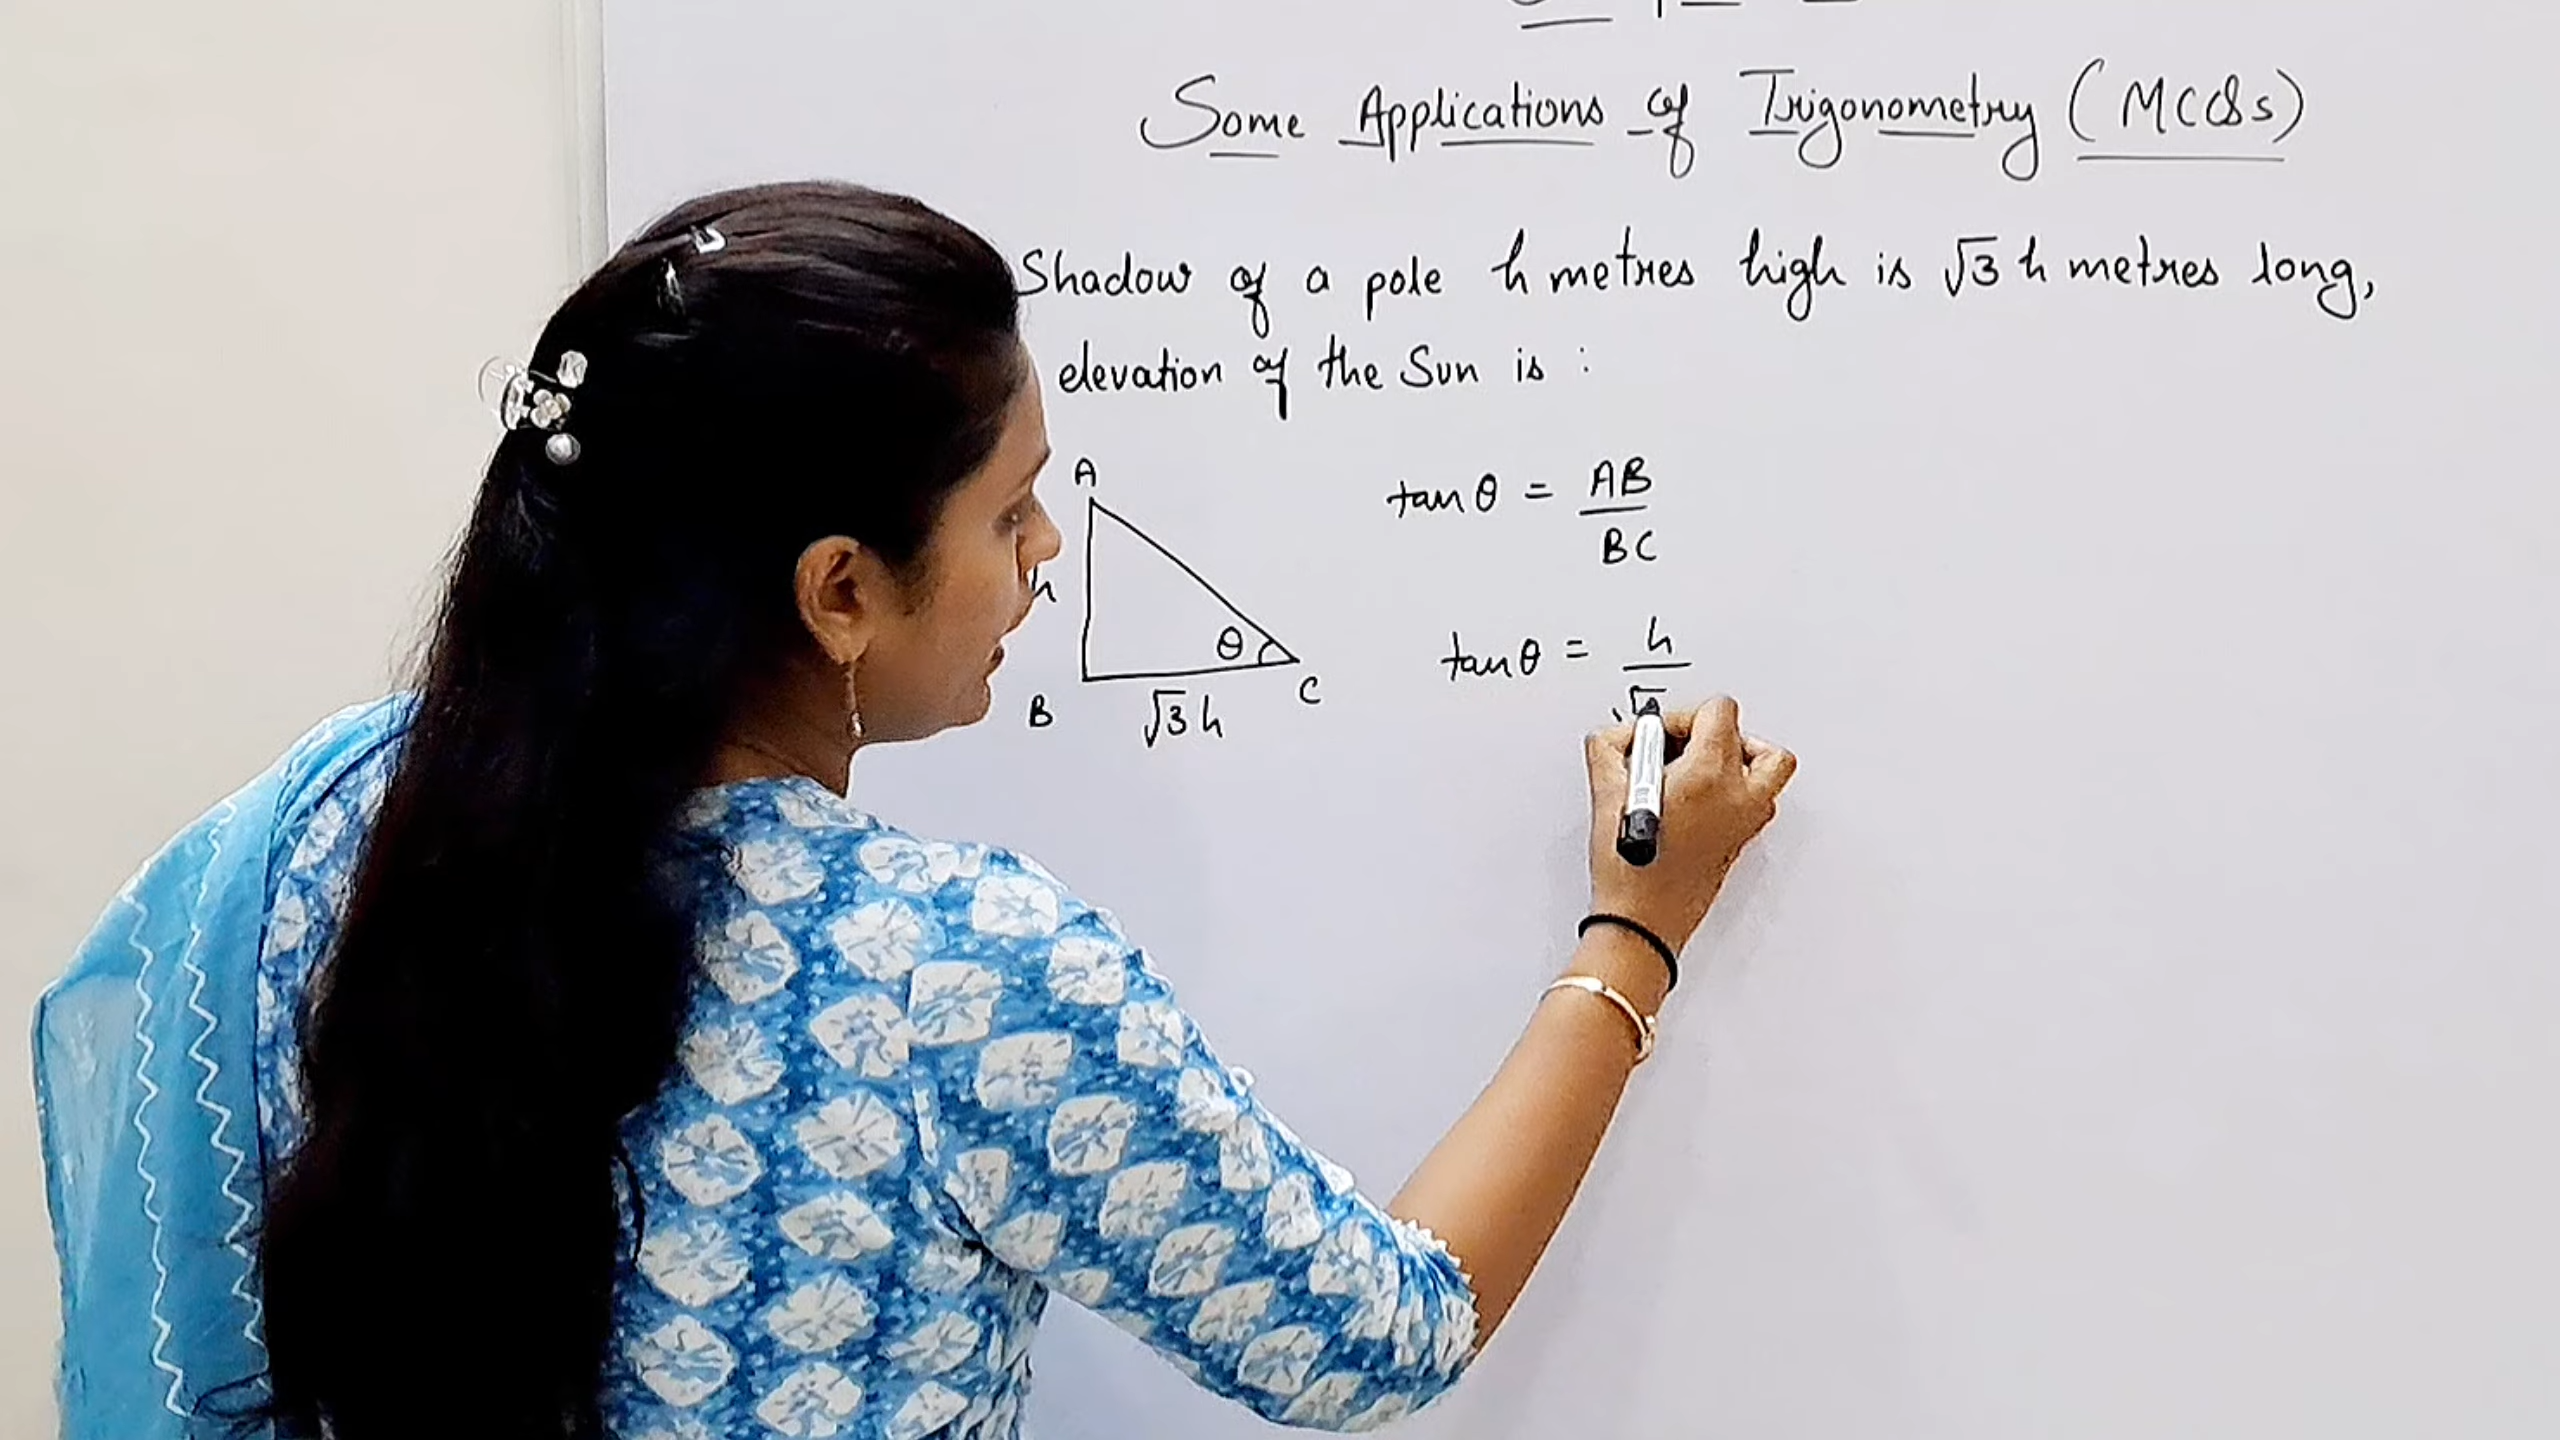 Some Applications of Trigonometry (MCQs)
Shadow of a pole h metres high is √3 h metres long,
elevation of the Sun is :
A
h
θ
B
C
√3 h
tan θ = AB
BC
tan θ = h
√